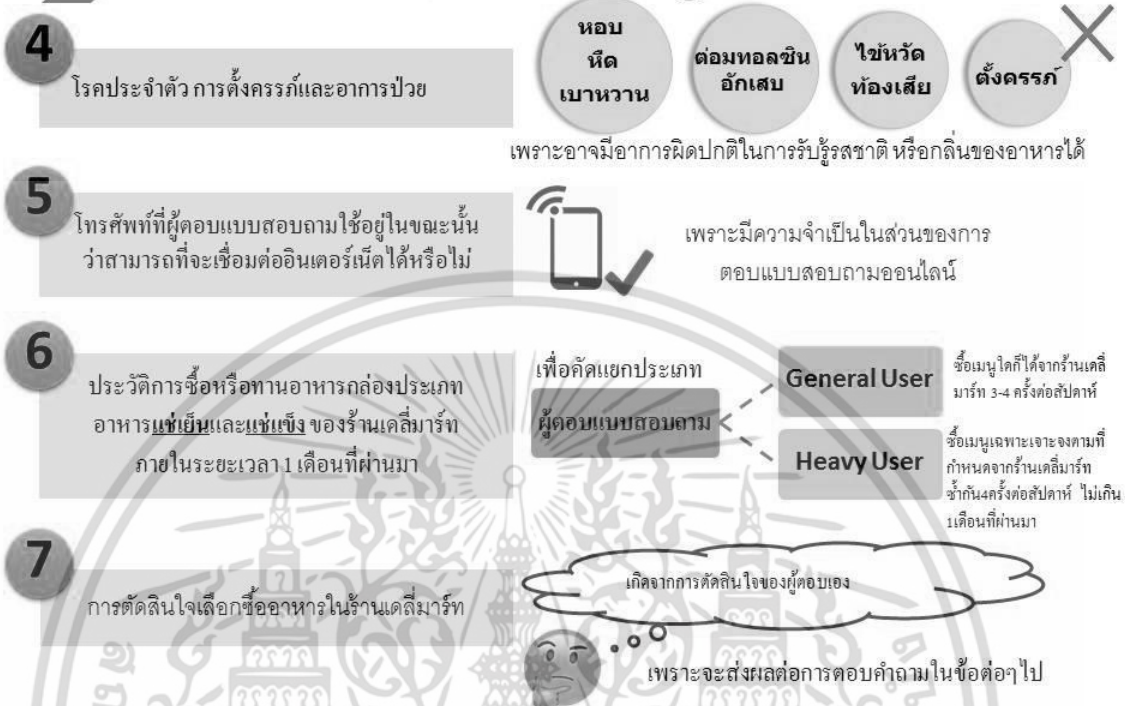 4
โรคประจำตัว การตั้งครรภ์และอาการป่วย
หอบ
หืด
เบาหวาน
ต่อมทอลซิน
อักเสบ
ไข้หวัด
ท้องเสีย
ตั้งครรภ์
เพราะอาจมีอาการผิดปกติในการรับรู้รสชาติ หรือกลิ่นของอาหารได้
5
โทรศัพท์ที่ผู้ตอบแบบสอบถามใช้อยู่ในขณะนั้น
ว่าสามารถที่จะเชื่อมต่ออินเตอร์เน็ตได้หรือไม่
เพราะมีความจำเป็นในส่วนของการ
ตอบแบบสอบถามออนไลน์
6
ประวัติการซื้อหรือทานอาหารกล่องประเภท
อาหารแช่เย็นและแช่แข็ง ของร้านเดลี่มาร์ท
ภายในระยะเวลา 1 เดือนที่ผ่านมา
เพื่อคัดแยกประเภท
ผู้ตอบแบบสอบถาม
General User
ซื้อเมนูใดก็ได้จากร้านเดลี่
มาร์ท 3-4 ครั้งต่อสัปดาห์
Heavy User
ซื้อเมนูเฉพาะเจาะจงตามที่
กำหนดจากร้านเดลี่มาร์ท
ซ้ำกัน4ครั้งต่อสัปดาห์ ไม่เกิน
1เดือนที่ผ่านมา
7
การตัดสินใจเลือกซื้ออาหารในร้านเดลี่มาร์ท
เกิดจากการตัดสินใจของผู้ตอบเอง
เพราะจะส่งผลต่อการตอบคำถามในข้อต่อๆไป